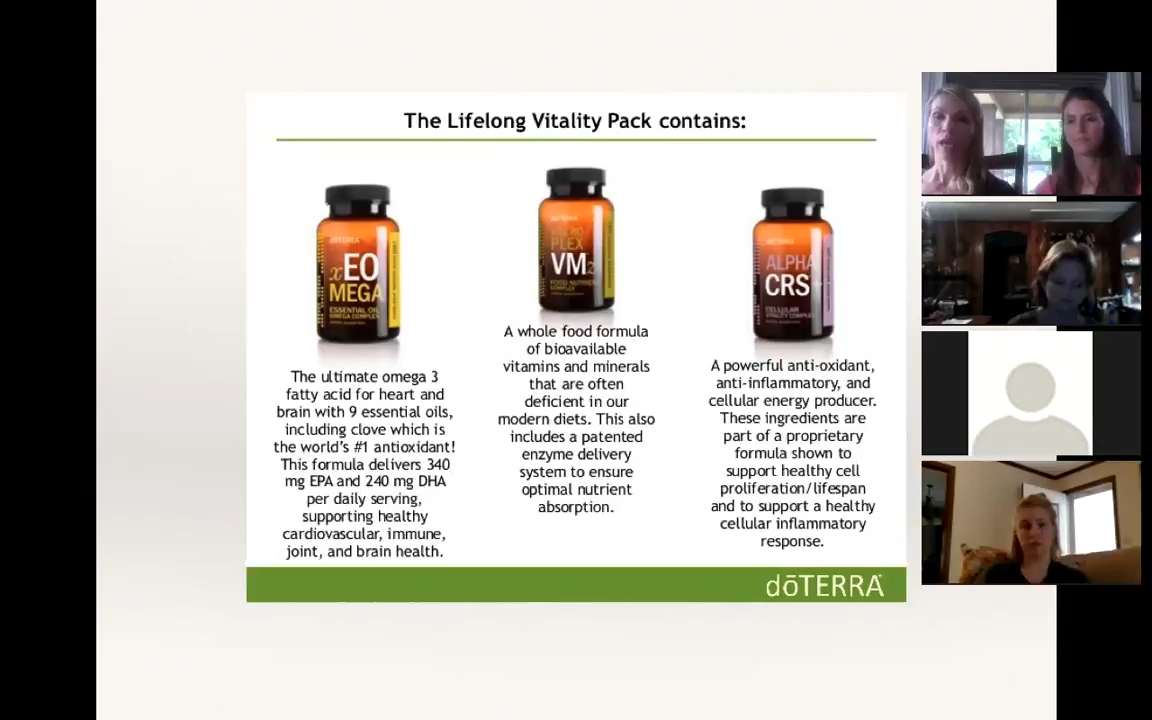 The Lifelong Vitality Pack contains:
dōTERRA
xEO
MEGA
ESSENTIAL OIL
OMEGA COMPLEX
The ultimate omega 3
fatty acid for heart and
brain with 9 essential oils,
including clove which is
the world's #1 antioxidant!
This formula delivers 340
mg EPA and 240 mg DHA
per daily serving,
supporting healthy
cardiovascular, immune,
joint, and brain health.
PLEX
VM
FOOD NUTRIENT
COMPLEX
A whole food formula
of bioavailable
vitamins and minerals
that are often
deficient in our
modern diets. This also
includes a patented
enzyme delivery
system to ensure
optimal nutrient
absorption.
ALPHA
CRS
CELLULAR
VITALITY COMPLEX
A powerful anti-oxidant,
anti-inflammatory, and
cellular energy producer.
These ingredients are
part of a proprietary
formula shown to
support healthy cell
proliferation/lifespan
and to support a healthy
cellular inflammatory
response.
dōTERRA